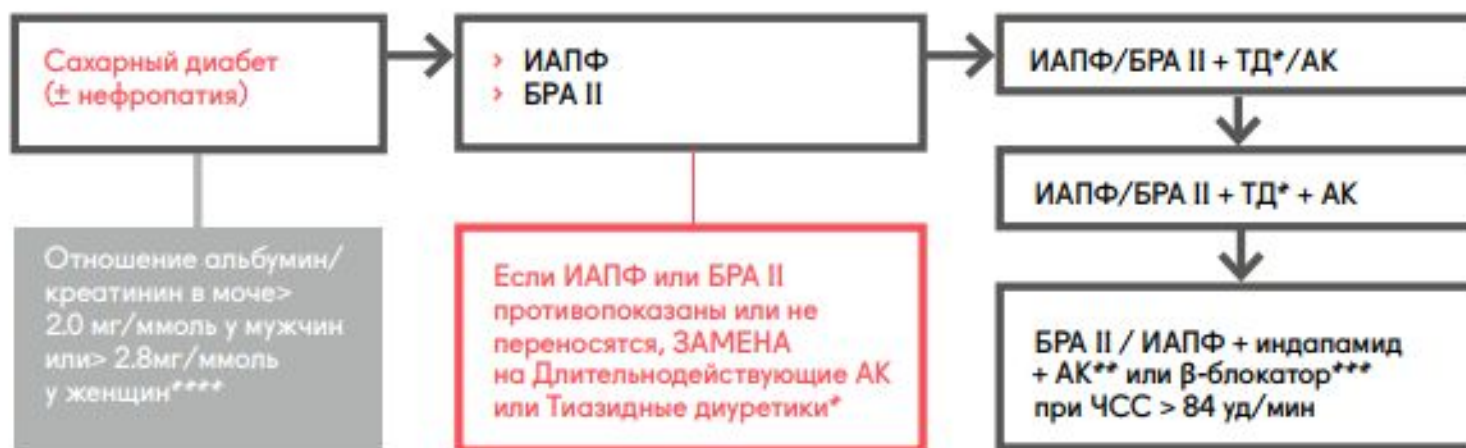 Сахарный диабет
(± нефропатия)
Отношение альбумин/
креатинин в моче>
2.0 мг/ммоль у мужчин
или> 2.8мг/ммоль
у женщин****
› ИАПФ
› БРА II
Если ИАПФ или БРА II
противопоказаны или не
переносятся, ЗАМЕНА
на Длительнодействующие АК
или Тиазидные диуретики*
ИАПФ/БРА II + ТД*/АК
ИАПФ/БРА II + ТД* + АК
БРА II / ИАПФ + индапамид
+ АК** или β-блокатор***
при ЧСС > 84 уд/мин